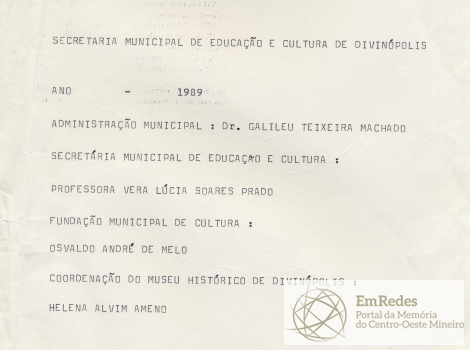 SECRETARIA MUNICIPAL DE EDUCAÇÃO E CULTURA DE DIVINÓPOLIS
ANO - 1989
ADMINISTRAÇÃO MUNICIPAL : Dr. GALILEU TEIXEIRA MACHADO
SECRETÁRIA MUNICIPAL DE EDUCAÇÃO E CULTURA :
PROFESSORA VERA LÚCIA SOARES PRADO
FUNDAÇÃO MUNICIPAL DE CULTURA :
OSVALDO ANDRÉ DE MELO
COORDENAÇÃO DO MUSEU HISTÓRICO DE DIVINÓPOLIS :
HELENA ALVIM AMENO
EmRedes
Portal da Memória
do Centro-Oeste Mineiro